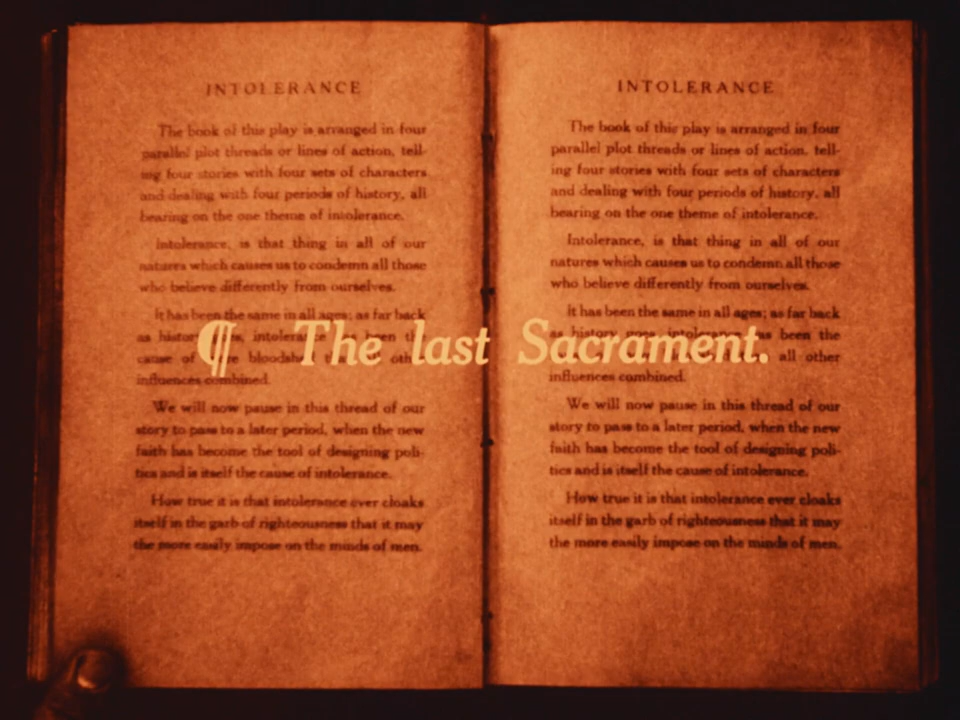 INTOLERANCE
The book of this play is arranged in four
parallel plot threads or lines of action, tell-
ing four stories with four sets of characters
and dealing with four periods of history, all
bearing on the one theme of intolerance.
Intolerance, is that thing in all of our
natures which causes us to condemn all those
who believe differently from ourselves.
It has been the same in all ages; as far back
as history
cause of
influences combined.
We will now pause in this thread of our
story to pass to a later period, when the new
faith has become the tool of designing poli-
tics and is itself the cause of intolerance.
How true it is that intolerance ever cloaks
itself in the garb of righteousness that it may
the more easily impose on the minds of men.
INTOLERANCE
The book of this play is arranged in four
parallel plot threads or lines of action, tell-
ing four stories with four sets of characters
and dealing with four periods of history, all
bearing on the one theme of intolerance.
Intolerance, is that thing in all of our
natures which causes us to condemn all those
who believe differently from ourselves.
It has been the same in all ages; as far back
as history goes, intolerance has been the
all other
influences combined.
We will now pause in this thread of our
story to pass to a later period, when the new
faith has become the tool of designing poli-
tics and is itself the cause of intolerance.
How true it is that intolerance ever cloaks
itself in the garb of righteousness that it may
the more easily impose on the minds of men.
¶ The last Sacrament.